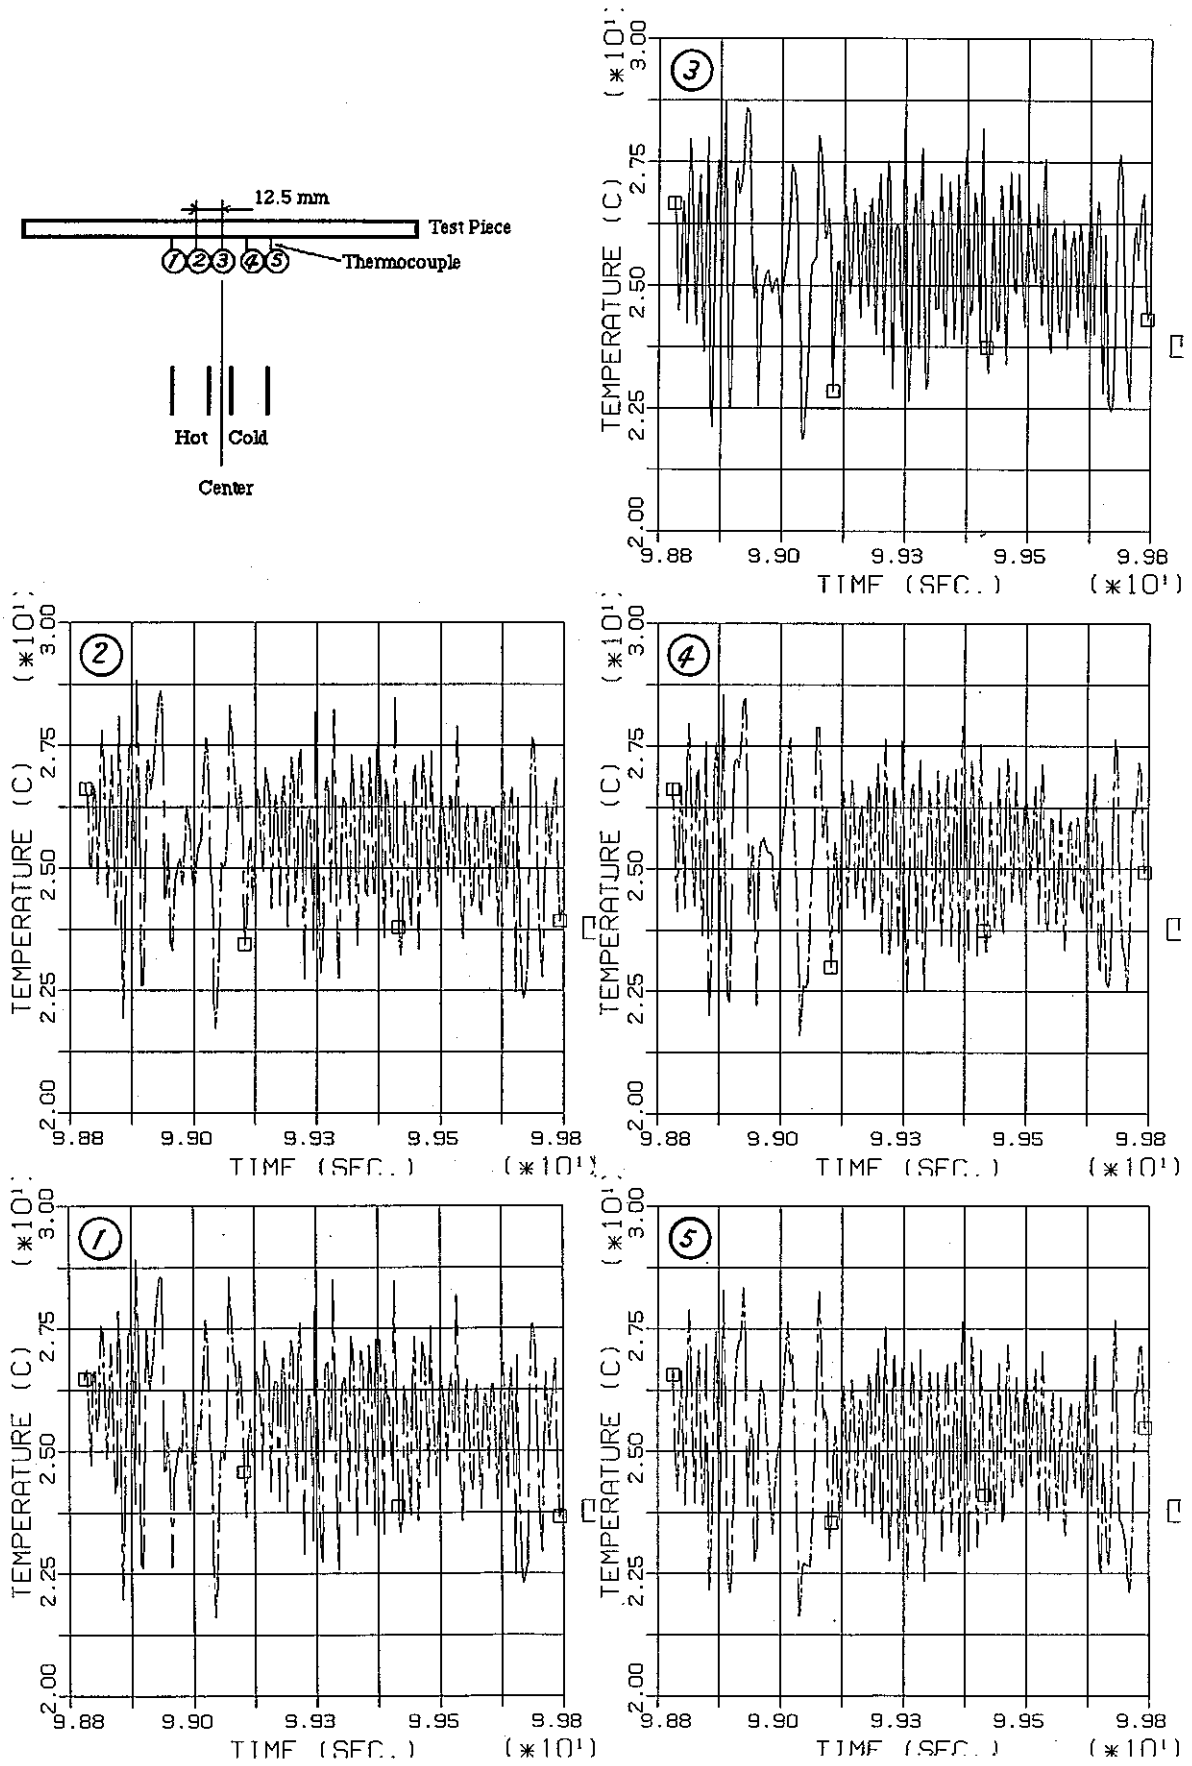 12.5 mm
Test Piece
1 2 3 4 5
Thermocouple
Hot Cold
Center
3
TEMPERATURE (C) (*10¹)
3.00
2.75
2.50
2.25
2.00
9.88 9.90 9.93 9.95 9.98
TIME (SEC.) (*10¹)
2
TEMPERATURE (C) (*10¹)
3.00
2.75
2.50
2.25
2.00
9.88 9.90 9.93 9.95 9.98
TIME (SEC.) (*10¹)
4
TEMPERATURE (C) (*10¹)
3.00
2.75
2.50
2.25
2.00
9.88 9.90 9.93 9.95 9.98
TIME (SEC.) (*10¹)
1
TEMPERATURE (C) (*10¹)
3.00
2.75
2.50
2.25
2.00
9.88 9.90 9.93 9.95 9.98
TIME (SEC.) (*10¹)
5
TEMPERATURE (C) (*10¹)
3.00
2.75
2.50
2.25
2.00
9.88 9.90 9.93 9.95 9.98
TIME (SEC.) (*10¹)